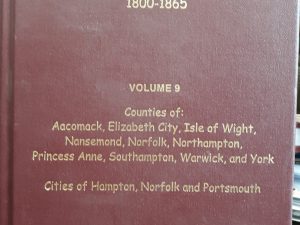 1800-1865
VOLUME 9
Counties of:
Aacomack, Elizabeth City, Isle of Wight,
Nansemond, Norfolk, Northampton,
Princess Anne, Southampton, Warwick, and York
Cities of Hampton, Norfolk and Portsmouth